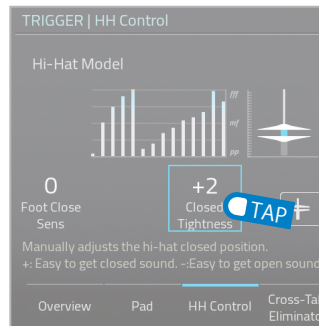 TRIGGER | HH Control
Hi-Hat Model
fff
mf
pp
0
Foot Close
Sens
+2
Closed
Tightness
TAP
Manually adjusts the hi-hat closed position.
+: Easy to get closed sound. -:Easy to get open sound
Overview
Pad
HH Control
Cross-Tal
Eliminato